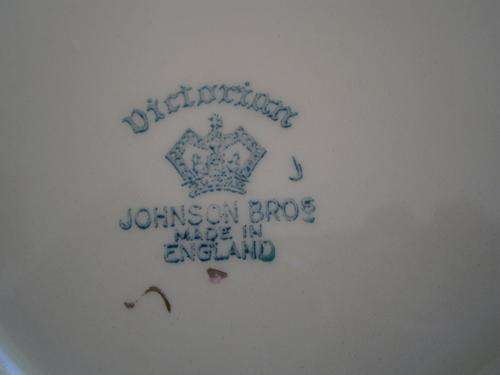 Victorian
JOHNSON BROS
MADE IN
ENGLAND